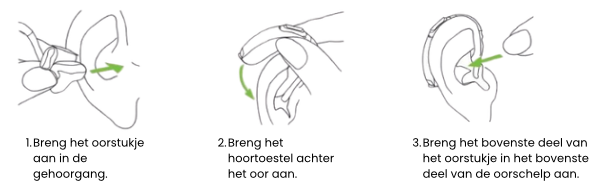 1.Breng het oorstukje
aan in de
gehoorgang.
2.Breng het
hoortoestel achter
het oor aan.
3.Breng het bovenste deel van
het oorstukje in het bovenste
deel van de oorschelp aan.